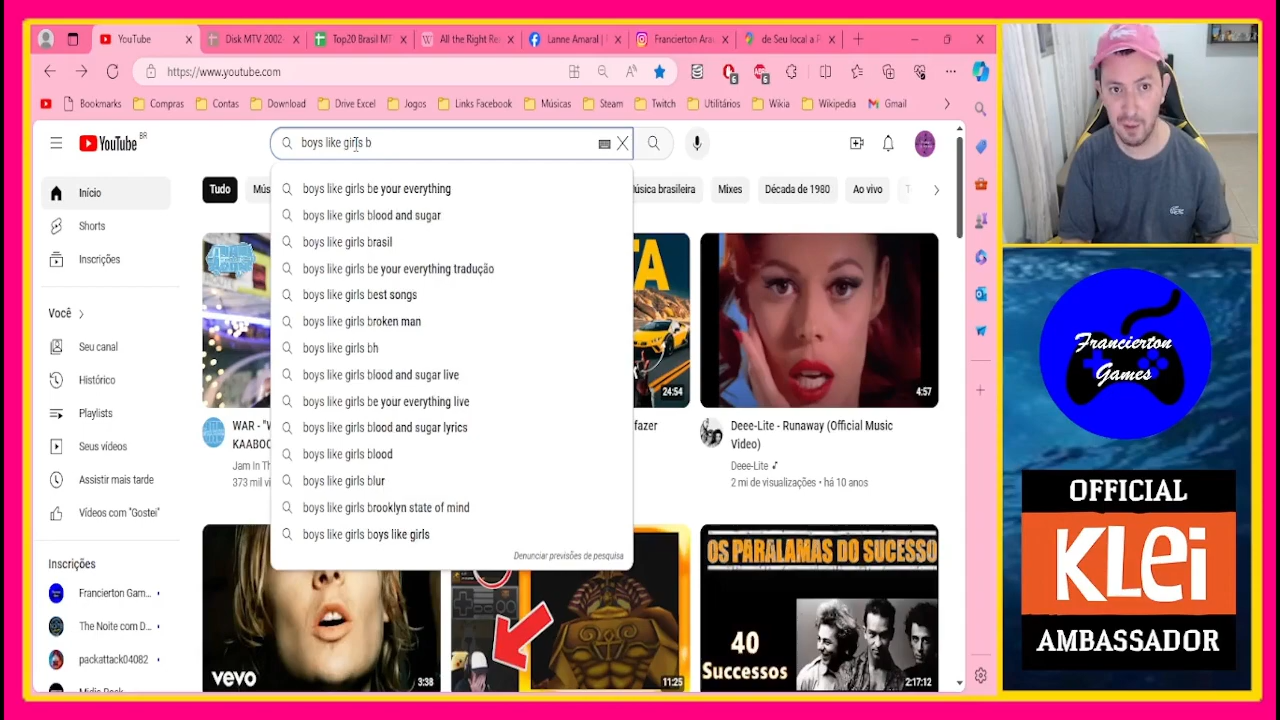 YouTube
Disk MTV 2002-
Top20 Brasil MT
All the Right Re
Lanne Amaral |
Francierton Ara
de Seu local a P
https://www.youtube.com
6
6
Bookmarks
Compras
Contas
Download
Drive Excel
Jogos
Links Facebook
Músicas
Steam
Twitch
Utilitários
Wikia
Wikipedia
Gmail
YouTube BR
boys like girls b
Início
Shorts
Inscrições
Você
Seu canal
Histórico
Playlists
Seus vídeos
Assistir mais tarde
Vídeos com "Gostei"
Inscrições
Francierton Gam...
The Noite com D...
packattack04082
Midis Rock
Tudo
Mús
úsica brasileira
Mixes
Década de 1980
Ao vivo
T
boys like girls be your everything
boys like girls blood and sugar
boys like girls brasil
boys like girls be your everything tradução
boys like girls best songs
boys like girls broken man
boys like girls bh
boys like girls blood and sugar live
boys like girls be your everything live
boys like girls blood and sugar lyrics
boys like girls blood
boys like girls blur
boys like girls brooklyn state of mind
boys like girls boys like girls
Denunciar previsões de pesquisa
WAR - "W
KAABOO
Jam In Th
373 mil vi
TA
24:54
fazer
4:57
Deee-Lite - Runaway (Official Music
Video)
Deee-Lite
2 mi de visualizações • há 10 anos
vevo
3:38
11:25
OS PARALAMAS DO SUCESSO
40
Successos
2:17:12
Francierton
Games
OFFICIAL
KLEi
AMBASSADOR